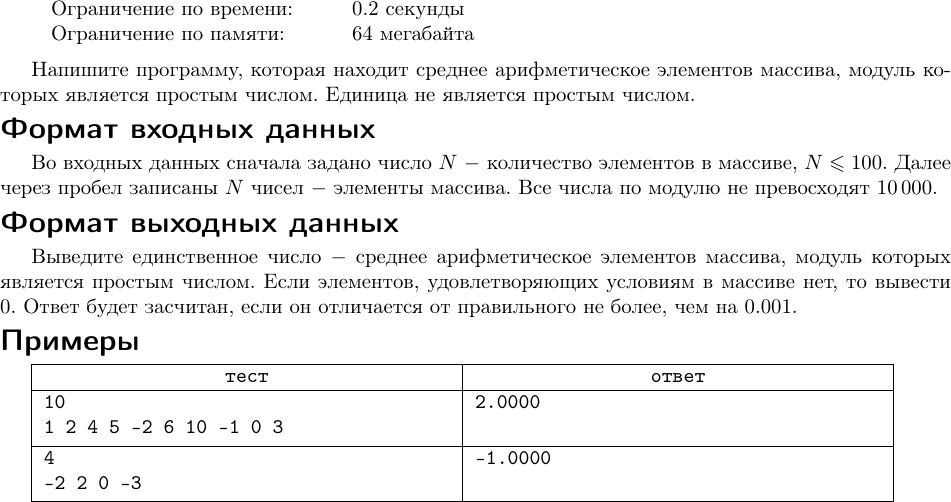 Ограничение по времени: 0.2 секунды
Ограничение по памяти: 64 мегабайта
Напишите программу, которая находит среднее арифметическое элементов массива, модуль ко-
торых является простым числом. Единица не является простым числом.
Формат входных данных
Во входных данных сначала задано число N − количество элементов в массиве, N ⩽ 100. Далее
через пробел записаны N чисел − элементы массива. Все числа по модулю не превосходят 10 000.
Формат выходных данных
Выведите единственное число − среднее арифметическое элементов массива, модуль которых
является простым числом. Если элементов, удовлетворяющих условиям в массиве нет, то вывести
0. Ответ будет засчитан, если он отличается от правильного не более, чем на 0.001.
Примеры
тест ответ
10 2.0000
1 2 4 5 -2 6 10 -1 0 3
4 -1.0000
-2 2 0 -3